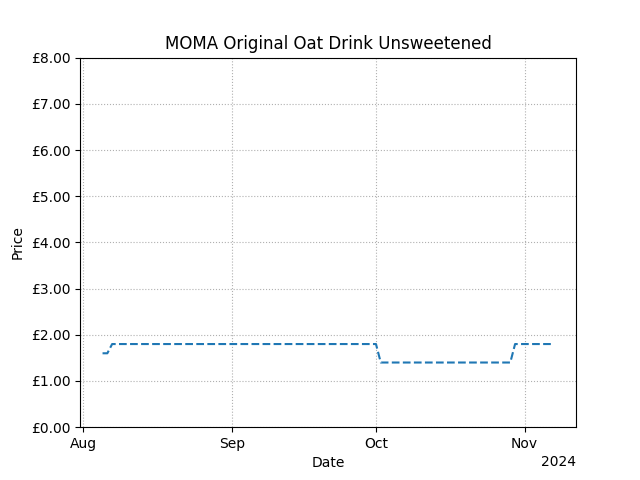 MOMA Original Oat Drink Unsweetened
£8.00
£7.00
£6.00
£5.00
£4.00
£3.00
£2.00
£1.00
£0.00
Price
Aug Sep Oct Nov
Date
2024